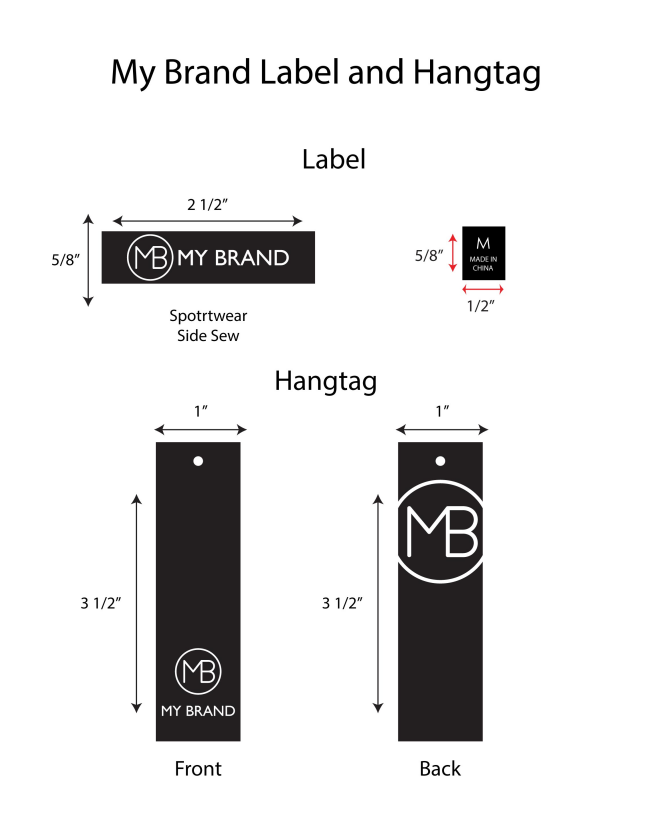 My Brand Label and Hangtag
Label
2 1/2”
5/8”
MB MY BRAND
Spotrtwear
Side Sew
5/8”
M
MADE IN
CHINA
1/2”
Hangtag
1”
3 1/2”
MB
MY BRAND
Front
1”
3 1/2”
MB
Back